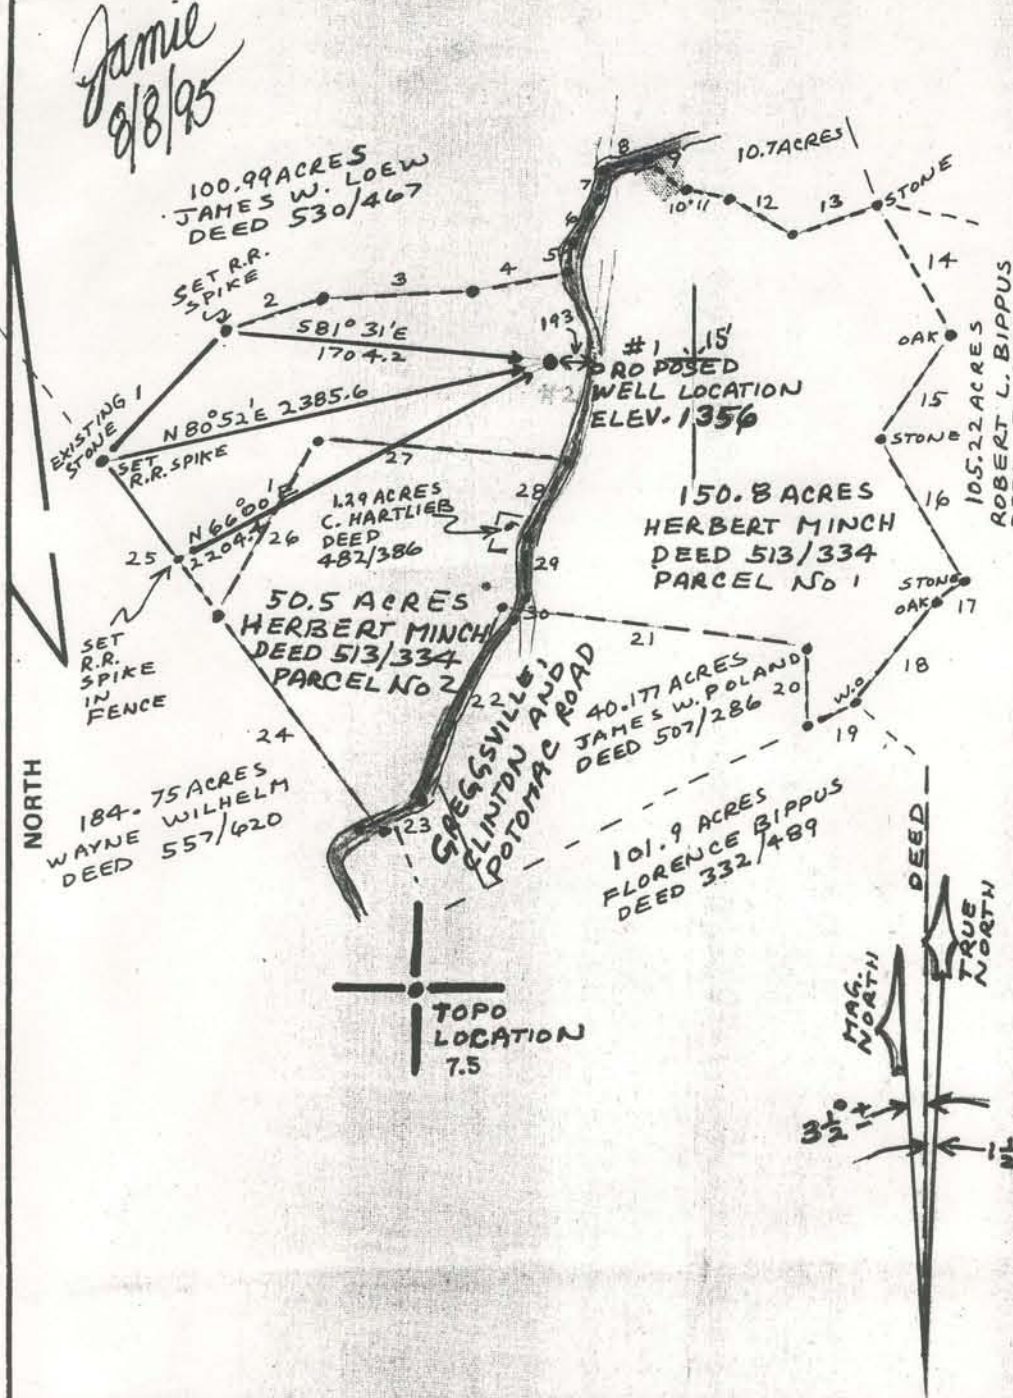 Jamie
8/8/95
100.99 ACRES
JAMES W. LOEW
DEED 530/467
SET R.R.
SPIKE
2
3
4
5
6
7
8
9
10
11
12
13
10.7 ACRES
STONE
14
OAK
15
STONE
16
STONE
OAK
17
18
W.O.
19
20
21
105.22 ACRES
ROBERT L. BIPPUS
S81° 31'E
1704.2
193
#1
15'
PROPOSED
WELL LOCATION
ELEV. 1356
#2
EXISTING
STONE
1
N80°52'E 2385.6
SET
R.R. SPIKE
N66°00'E
25
26
27
28
29
30
1.29 ACRES
C. HARTLIEB
DEED
482/386
150.8 ACRES
HERBERT MINCH
DEED 513/334
PARCEL NO 1
50.5 ACRES
HERBERT MINCH
DEED 513/334
PARCEL NO 2
SET
R.R.
SPIKE
IN
FENCE
22
23
24
GREGGSVILLE,
CLINTON AND
POTOMAC ROAD
40.177 ACRES
JAMES W. POLAND
DEED 507/286
184.75 ACRES
WAYNE WILHELM
DEED 557/620
101.9 ACRES
FLORENCE BIPPUS
DEED 332/489
NORTH
TOPO
LOCATION
7.5
DEED
MAG.
NORTH
TRUE
NORTH
3½° ±